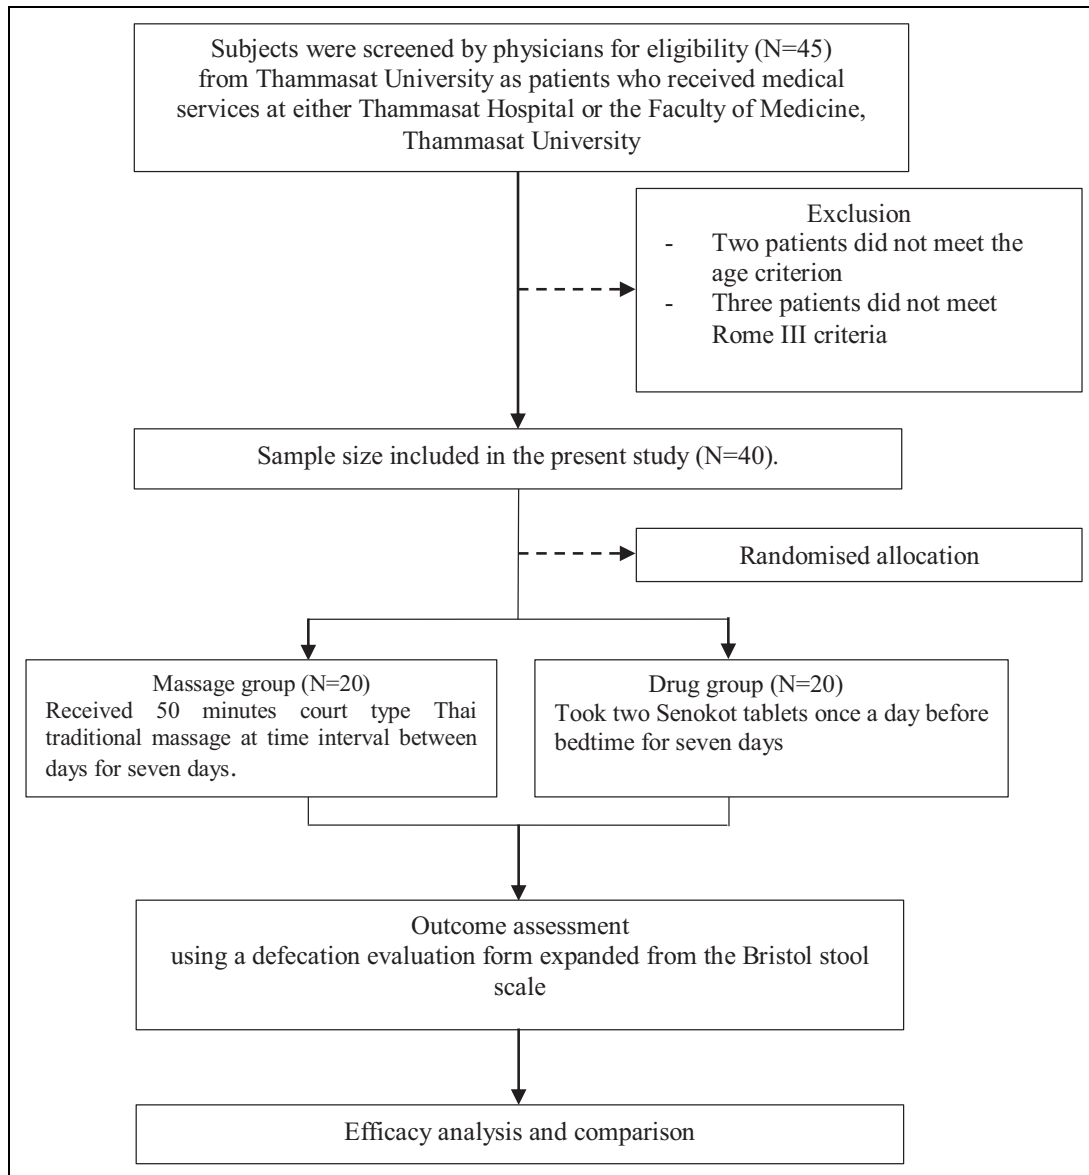 Subjects were screened by physicians for eligibility (N=45)
from Thammasat University as patients who received medical
services at either Thammasat Hospital or the Faculty of Medicine,
Thammasat University
Exclusion
- Two patients did not meet the
age criterion
- Three patients did not meet
Rome III criteria
Sample size included in the present study (N=40).
Randomised allocation
Massage group (N=20)
Received 50 minutes court type Thai
traditional massage at time interval between
days for seven days.
Drug group (N=20)
Took two Senokot tablets once a day before
bedtime for seven days
Outcome assessment
using a defecation evaluation form expanded from the Bristol stool
scale
Efficacy analysis and comparison